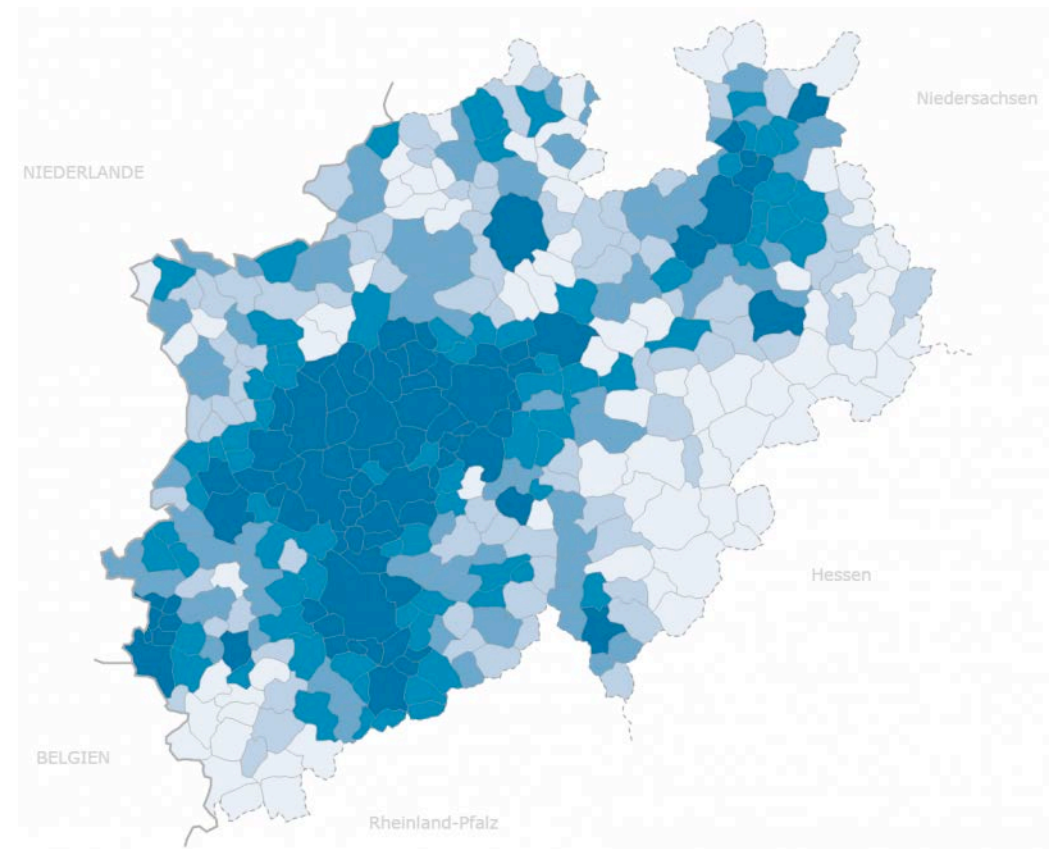 Niedersachsen
NIEDERLANDE
Hessen
BELGIEN
Rheinland-Pfalz